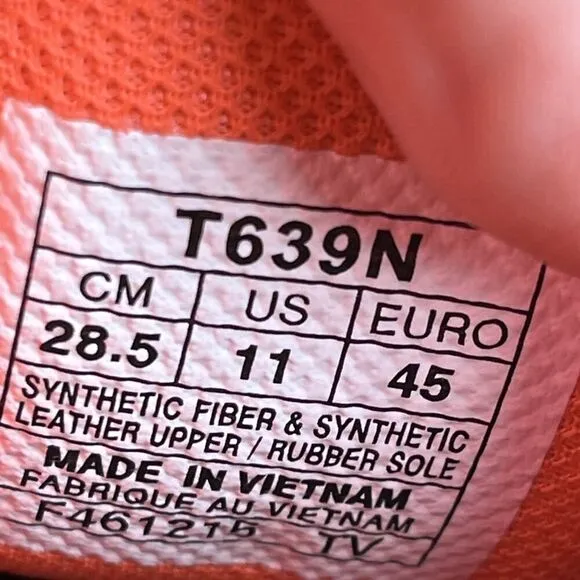 T639N
CM US EURO
28.5 11 45
SYNTHETIC FIBER & SYNTHETIC
LEATHER UPPER / RUBBER SOLE
MADE IN VIETNAM
FABRIQUE AU VIETNAM
F461215 TV